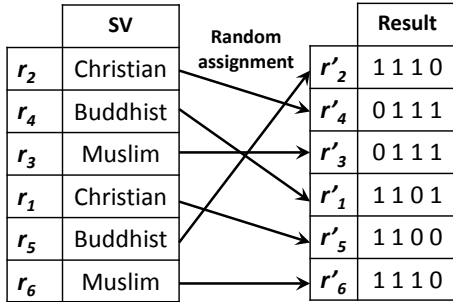 SV
Random
assignment
Result
r2 Christian r'2 1 1 1 0
r4 Buddhist r'4 0 1 1 1
r3 Muslim r'3 0 1 1 1
r1 Christian r'1 1 1 0 1
r5 Buddhist r'5 1 1 0 0
r6 Muslim r'6 1 1 1 0